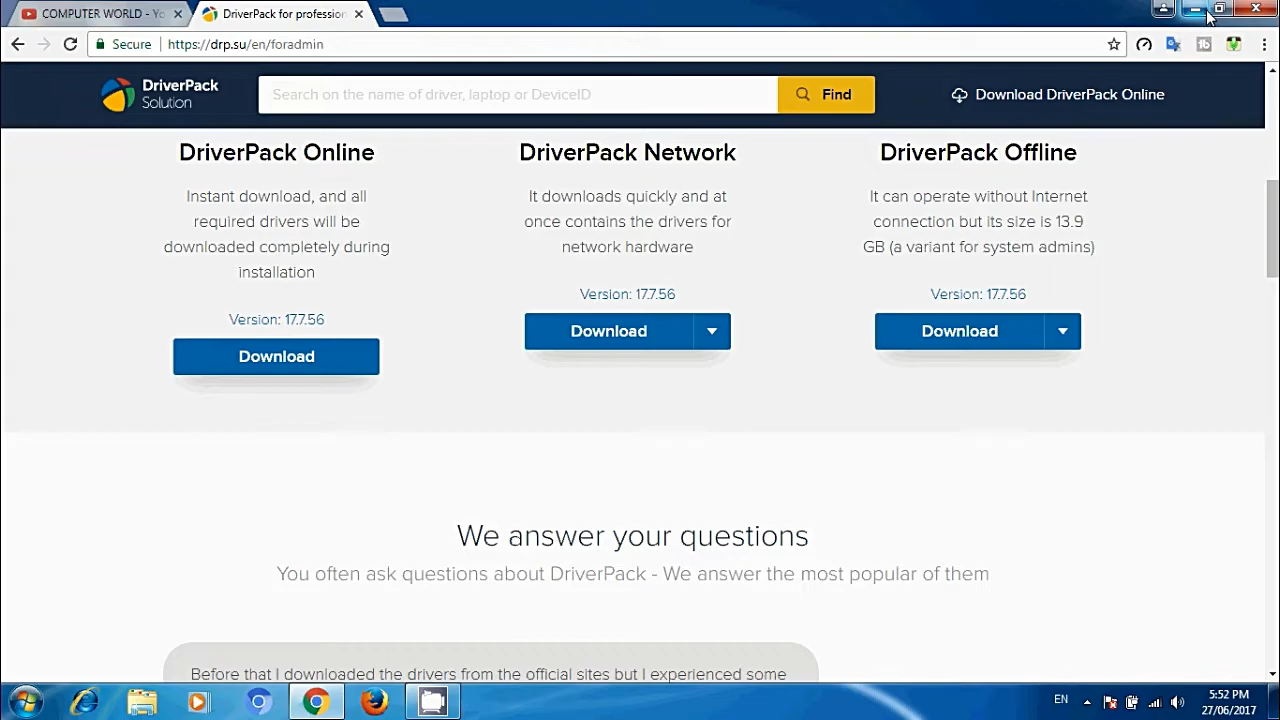 COMPUTER WORLD - Yo
DriverPack for profession
Secure
https://drp.su/en/foradmin
DriverPack
Solution
Search on the name of driver, laptop or DeviceID
Find
Download DriverPack Online
DriverPack Online
Instant download, and all
required drivers will be
downloaded completely during
installation
Version: 17.7.56
Download
DriverPack Network
It downloads quickly and at
once contains the drivers for
network hardware
Version: 17.7.56
Download
DriverPack Offline
It can operate without Internet
connection but its size is 13.9
GB (a variant for system admins)
Version: 17.7.56
Download
We answer your questions
You often ask questions about DriverPack - We answer the most popular of them
Before that I downloaded the drivers from the official sites but I experienced some
EN
5:52 PM
27/06/2017